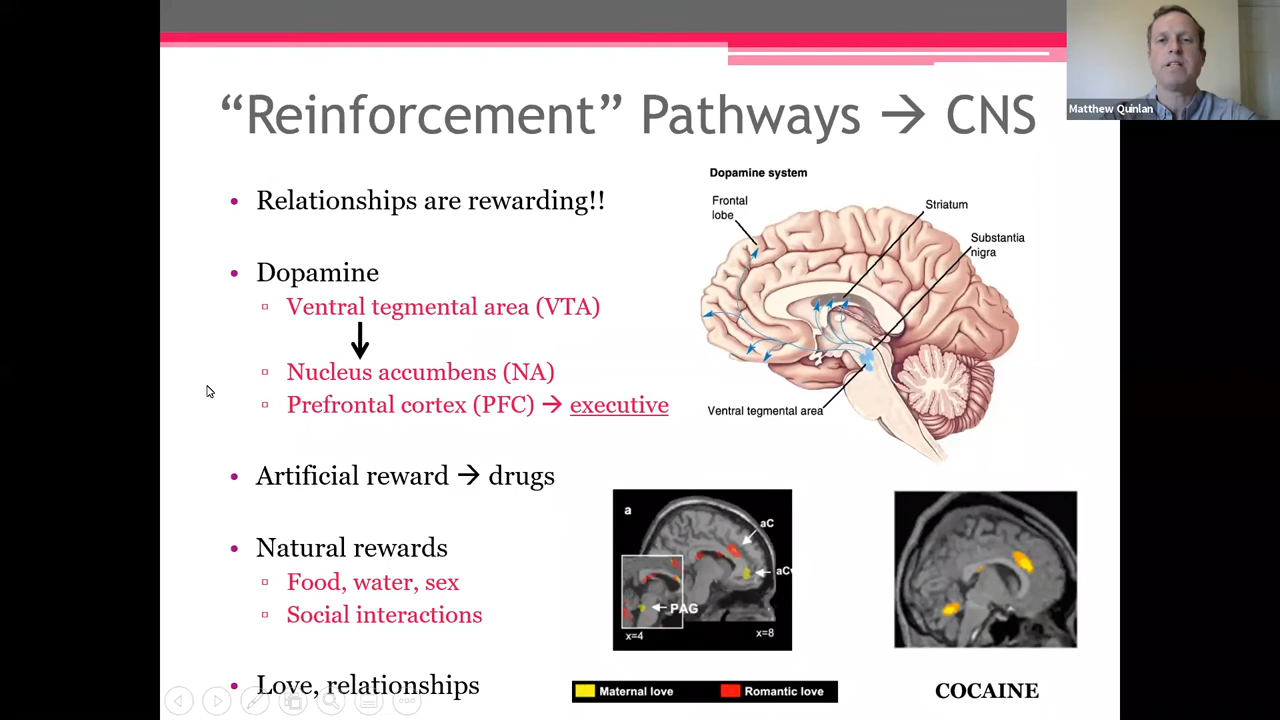 “Reinforcement” Pathways → CNS
Matthew Quinlan
• Relationships are rewarding!!
• Dopamine
▫ Ventral tegmental area (VTA)
▫ Nucleus accumbens (NA)
▫ Prefrontal cortex (PFC) → executive
• Artificial reward → drugs
• Natural rewards
▫ Food, water, sex
▫ Social interactions
• Love, relationships
Dopamine system
Frontal
lobe
Striatum
Substantia
nigra
Ventral tegmental area
a
aC
aCv
PAG
x=4
x=8
Maternal love
Romantic love
COCAINE